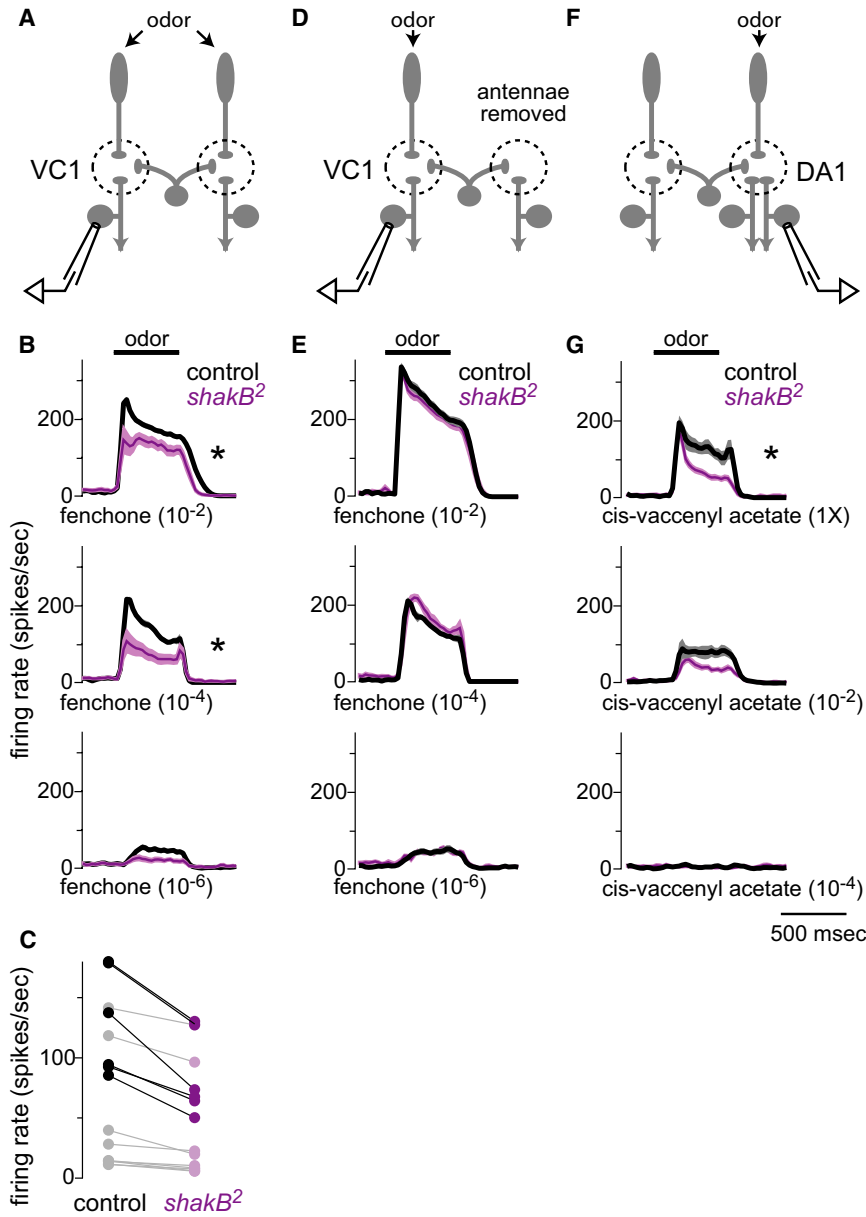 A
odor
VC1
D
odor
antennae
removed
VC1
F
odor
DA1
B
odor
control
shakB2
200
0
*
fenchone (10-2)
200
0
*
fenchone (10-4)
200
0
fenchone (10-6)
firing rate (spikes/sec)
E
odor
control
shakB2
200
0
fenchone (10-2)
200
0
fenchone (10-4)
200
0
fenchone (10-6)
G
odor
control
shakB2
200
0
*
cis-vaccenyl acetate (1X)
200
0
cis-vaccenyl acetate (10-2)
200
0
cis-vaccenyl acetate (10-4)
500 msec
C
firing rate (spikes/sec)
100
0
control
shakB2